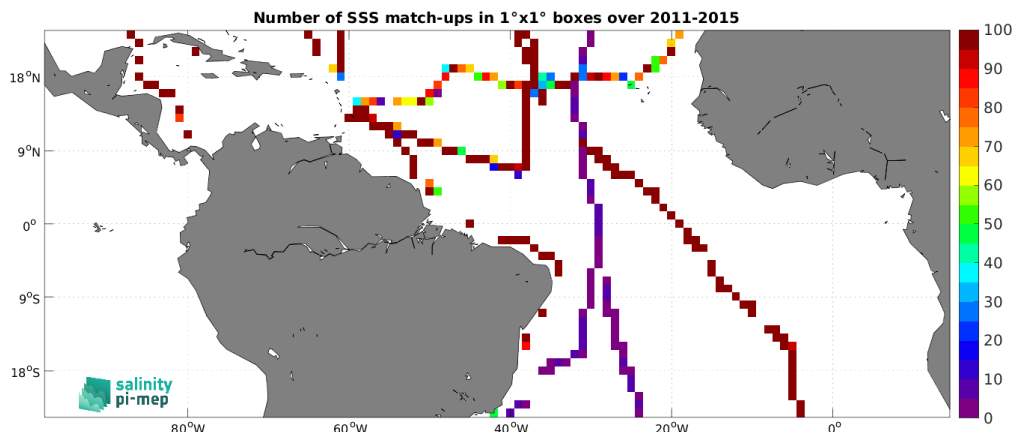 Number of SSS match-ups in 1°x1° boxes over 2011-2015
100
90
80
70
60
50
40
30
20
10
0
18°N
9°N
0°
9°S
18°S
salinity
pi-mep
80°W
60°W
40°W
20°W
0°